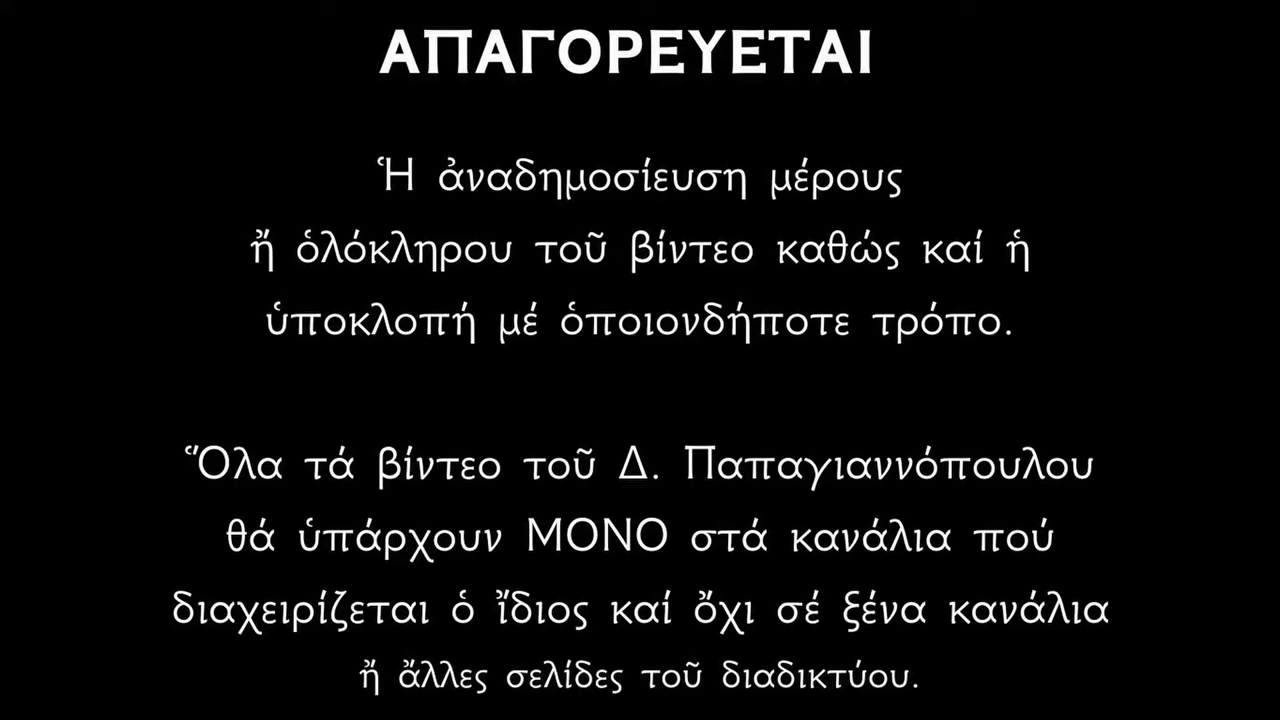 ΑΠΑΓΟΡΕΥΕΤΑΙ
Ἡ ἀναδημοσίευση μέρους
ἤ ὁλόκληρου τοῦ βίντεο καθώς καί ἡ
ὑποκλοπή μέ ὁποιονδήποτε τρόπο.
Ὅλα τά βίντεο τοῦ Δ. Παπαγιαννόπουλου
θά ὑπάρχουν ΜΟΝΟ στά κανάλια πού
διαχειρίζεται ὁ ἴδιος καί ὄχι σέ ξένα κανάλια
ἤ ἄλλες σελίδες τοῦ διαδικτύου.